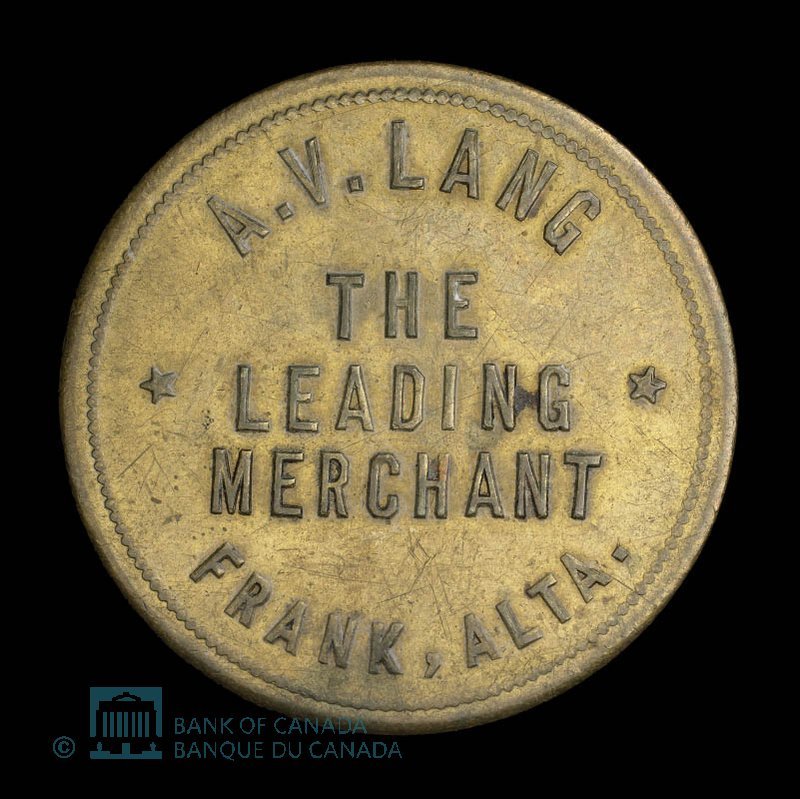 A.V. LANG
THE
LEADING
MERCHANT
FRANK, ALTA.
© BANK OF CANADA
BANQUE DU CANADA